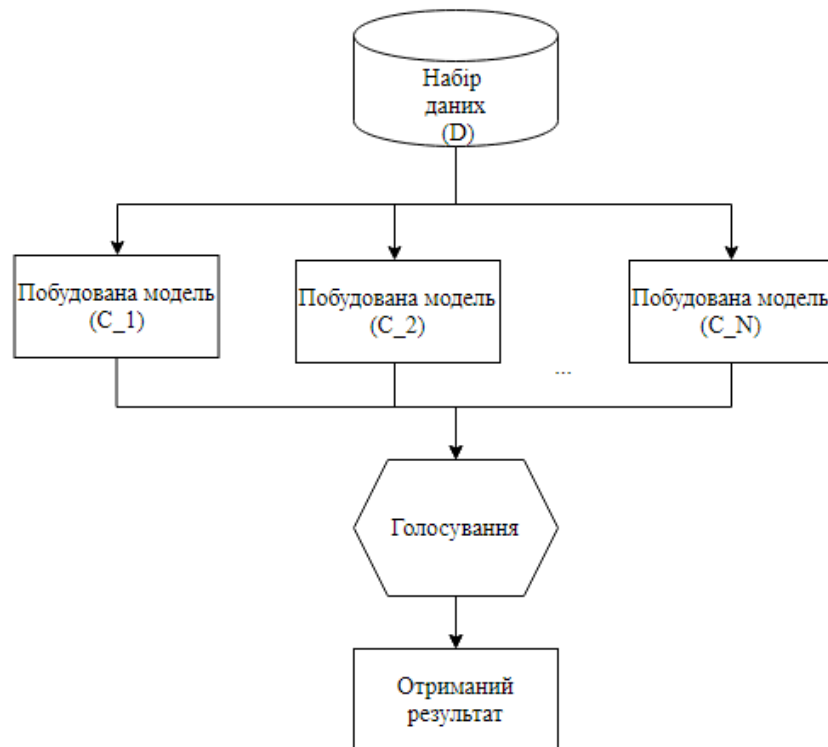 Набір
даних
(D)
Побудована модель
(C_1)
Побудована модель
(C_2)
...
Побудована модель
(C_N)
Голосування
Отриманий
результат